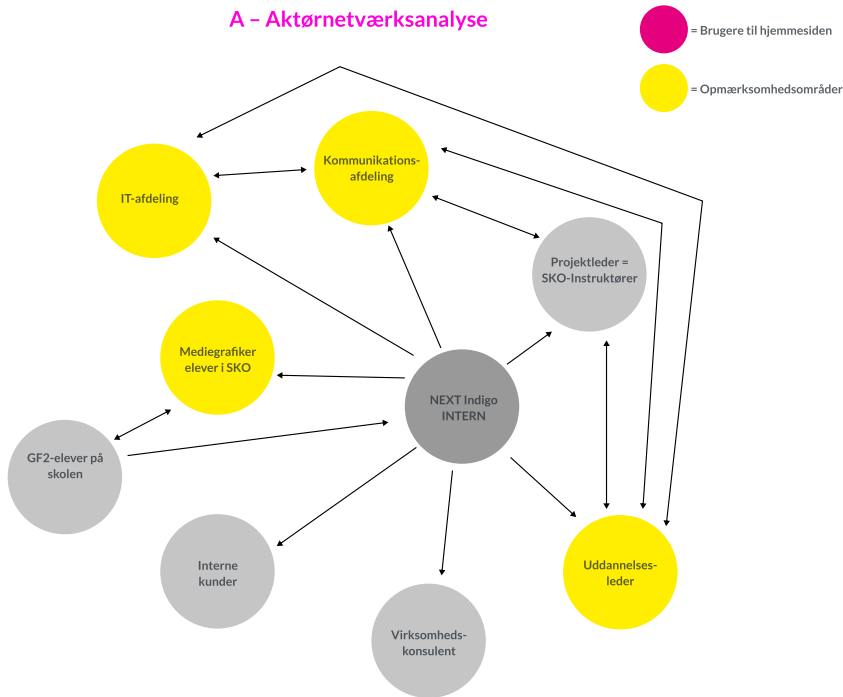 A – Aktørnetværksanalyse
= Brugere til hjemmesiden
= Opmærksomhedsområder
Kommunikations-
afdeling
IT-afdeling
Projektleder =
SKO-Instruktører
Mediegrafiker
elever i SKO
NEXT Indigo
INTERN
GF2-elever på
skolen
Interne
kunder
Uddannelses-
leder
Virksomheds-
konsulent